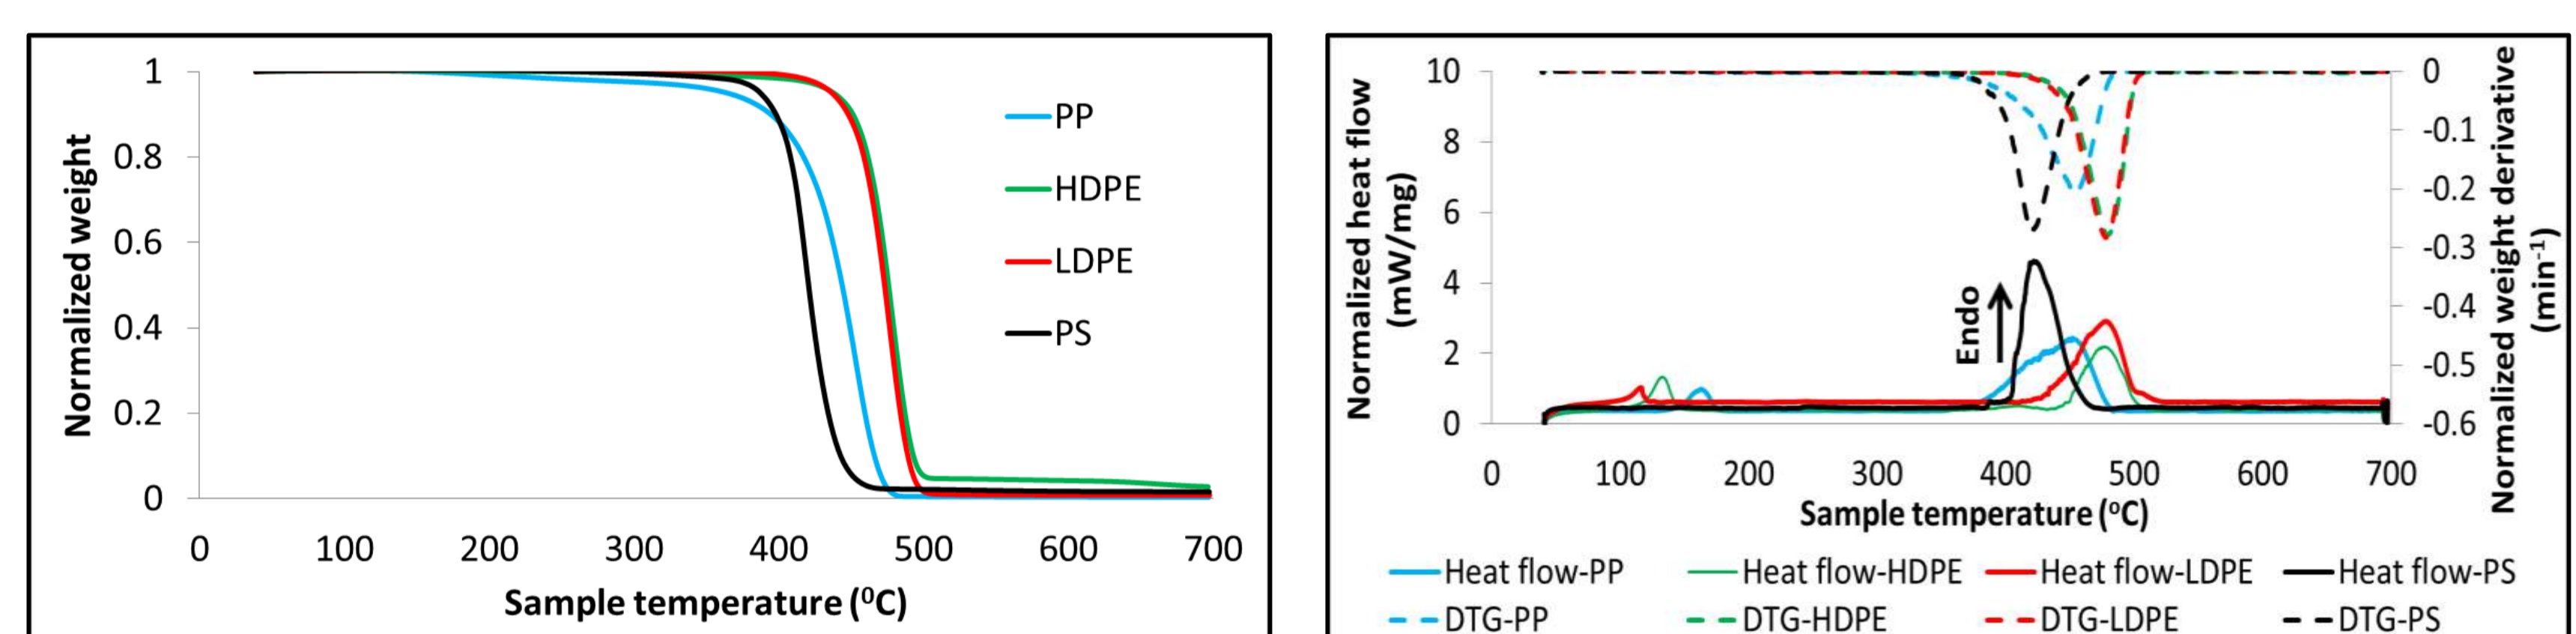 Normalized weight
1
0.8
0.6
0.4
0.2
0
0 100 200 300 400 500 600 700
Sample temperature (⁰C)
PP
HDPE
LDPE
PS
Normalized heat flow
(mW/mg)
10
8
6
4
2
0
Endo
0
-0.1
-0.2
-0.3
-0.4
-0.5
-0.6
Normalized weight derivative
(min⁻¹)
0 100 200 300 400 500 600 700
Sample temperature (ºC)
Heat flow-PP Heat flow-HDPE Heat flow-LDPE Heat flow-PS
DTG-PP DTG-HDPE DTG-LDPE DTG-PS